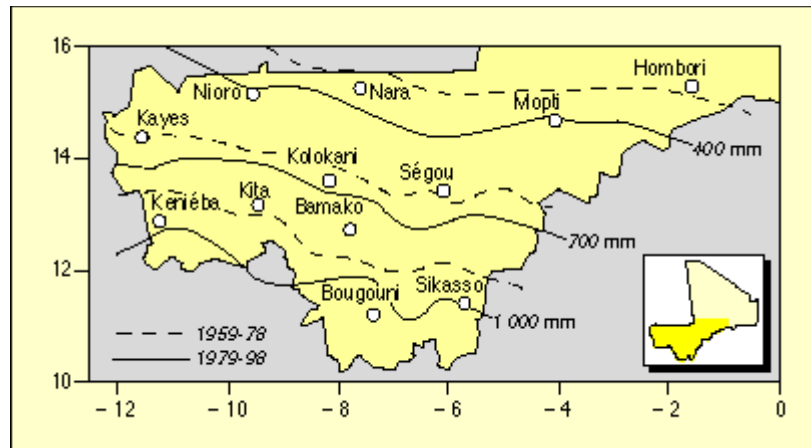 16
14
12
10
Hombori
Nioro
Nara
Mopti
Kayes
400 mm
Kolokani
Ségou
Kita
Keniéba
Bamako
700 mm
Sikasso
Bougouni
1 000 mm
1959-78
1979-98
- 12
- 10
- 8
- 6
- 4
- 2
0